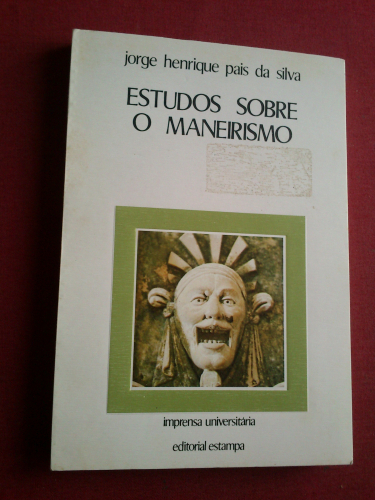 jorge henrique pais da silva
ESTUDOS SOBRE
O MANEIRISMO
imprensa universitária
editorial estampa